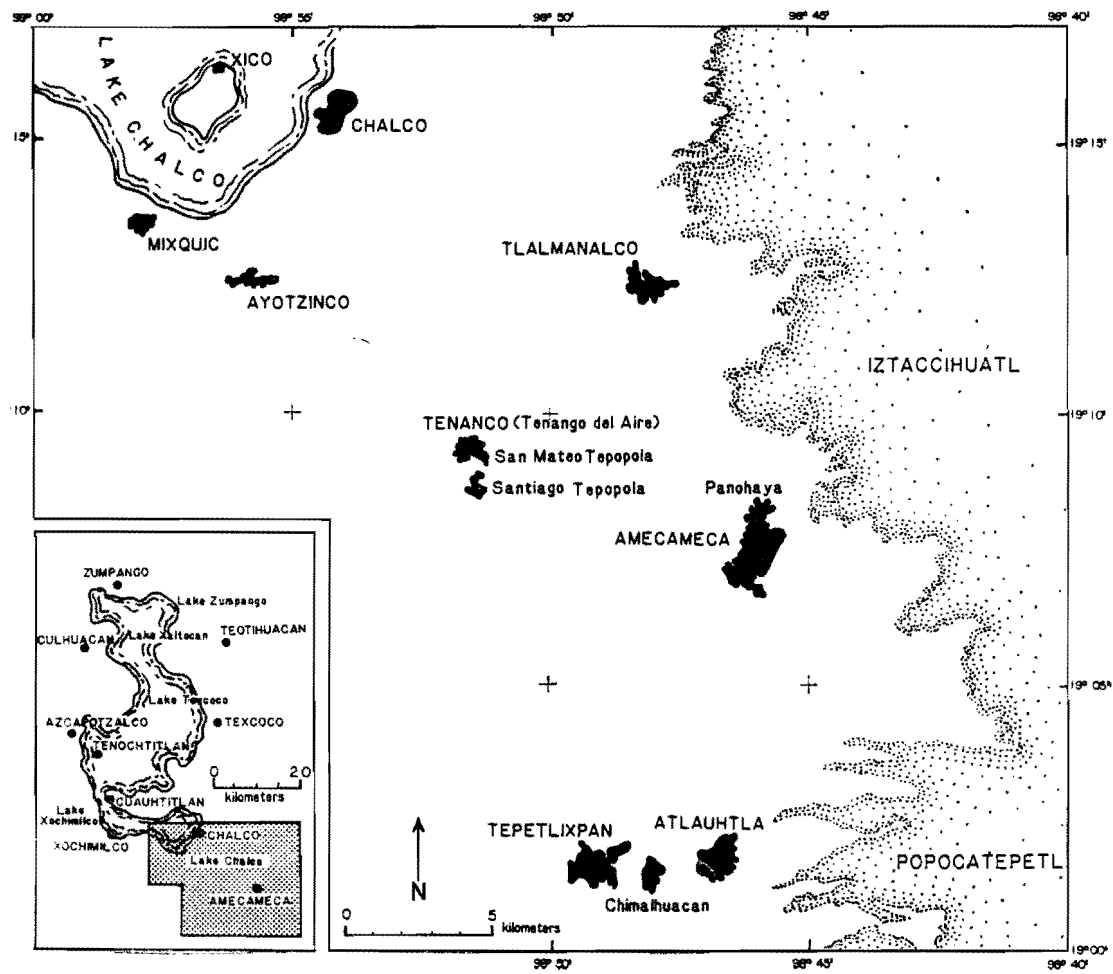 98° 00'
98° 55'
98° 50'
98° 45'
98° 40'
LAKE CHALCO
XICO
CHALCO
15'
19° 15'
MIXQUIC
AYOTZINCO
TLALMANALCO
IZTACCIHUATL
10'
19° 10'
TENANCO (Tenango del Aire)
San Mateo Tepopola
Santiago Tepopola
Panohaya
AMECAMECA
19° 05'
TEPETLIXPAN
ATLAUHTLA
Chimalhuacan
POPOCATEPETL
N
0 5
kilometers
98° 50'
98° 45'
98° 40'
19° 00'
ZUMPANGO
Lake Zumpango
CULHUACAN
Lake Xaltocan
TEOTIHUACAN
Lake Texcoco
AZCAPOTZALCO
TEXCOCO
TENOCHTITLAN
0 20
kilometers
CUAUHTITLAN
Lake
Xochimilco
CHALCO
XOCHIMILCO
Lake Chalco
AMECAMECA